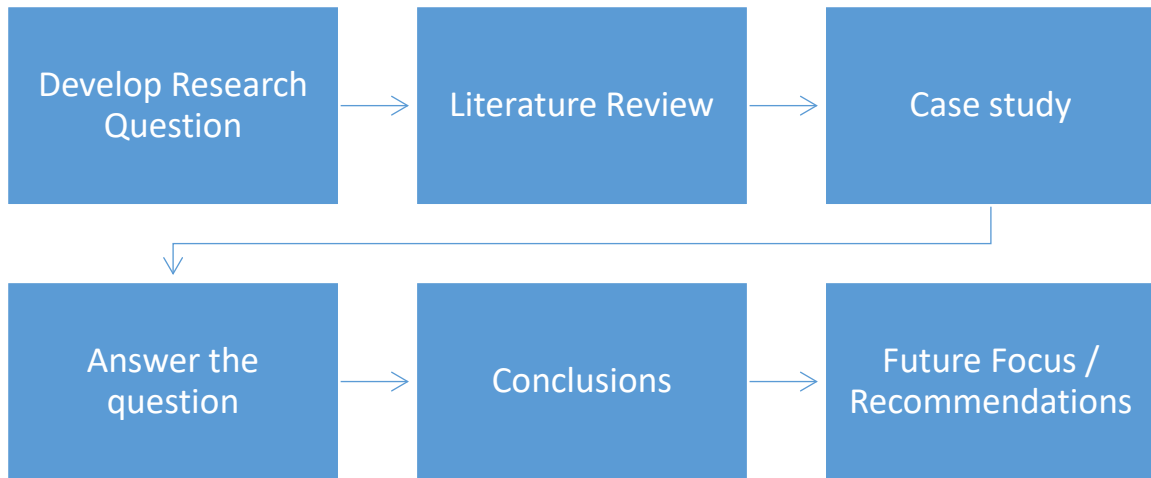 Develop Research
Question
Literature Review
Case study
Answer the
question
Conclusions
Future Focus /
Recommendations